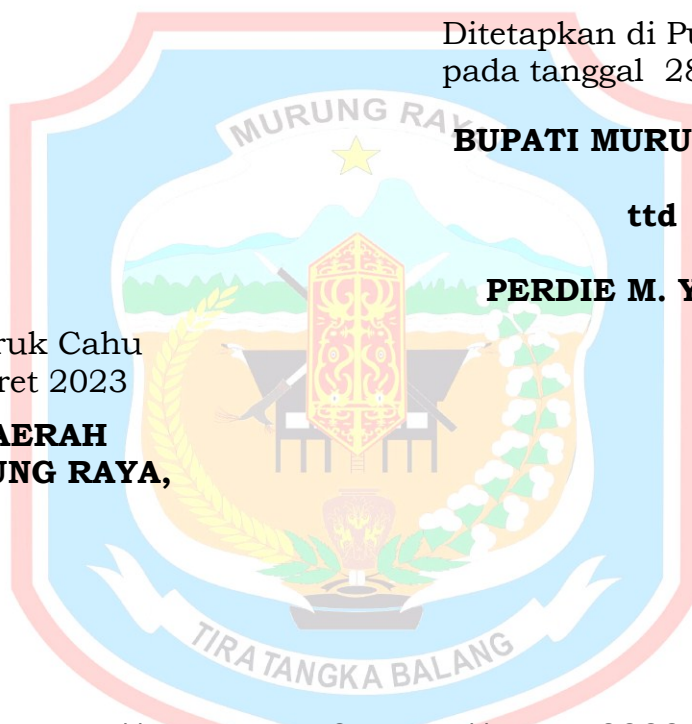 Ditetapkan di Pu
pada tanggal 28
MURUNG RAYA
BUPATI MURU
ttd
PERDIE M. Y
ruk Cahu
ret 2023
AERAH
UNG RAYA,
TIRA TANGKA BALANG